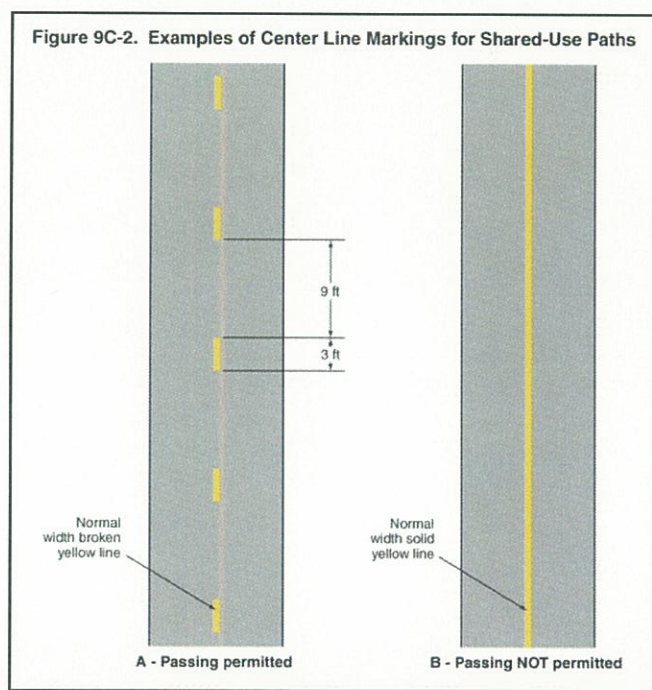 Figure 9C-2. Examples of Center Line Markings for Shared-Use Paths
9 ft
3 ft
Normal
width broken
yellow line
Normal
width solid
yellow line
A - Passing permitted
B - Passing NOT permitted